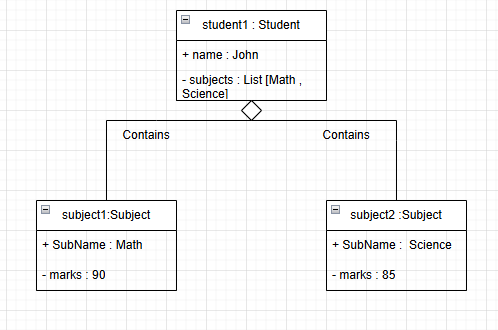 student1 : Student
+ name : John
- subjects : List [Math ,
Science]
Contains
Contains
subject1:Subject
+ SubName : Math
- marks : 90
subject2 :Subject
+ SubName :  Science
- marks : 85